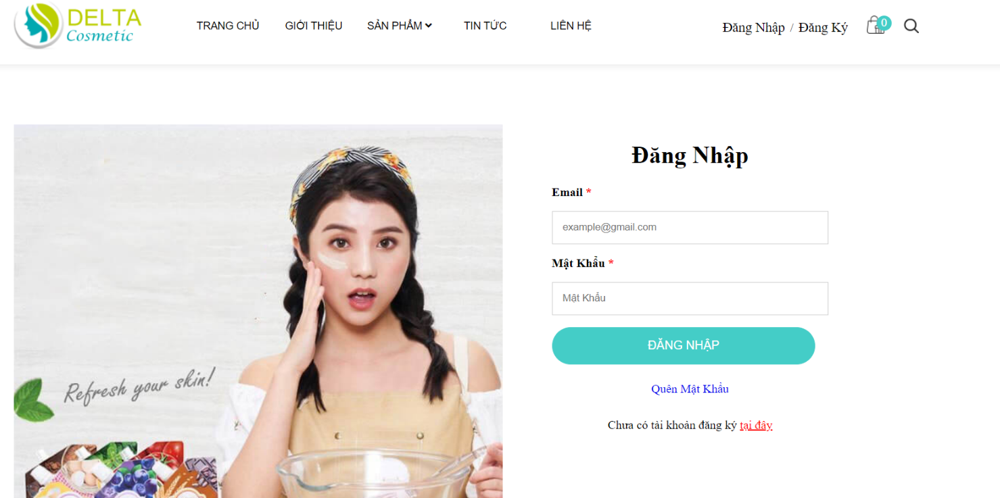 DELTA
Cosmetic
TRANG CHỦ GIỚI THIỆU SẢN PHẨM TIN TỨC LIÊN HỆ
Đăng Nhập / Đăng Ký 0
Đăng Nhập
Email *
example@gmail.com
Mật Khẩu *
Mật Khẩu
ĐĂNG NHẬP
Quên Mật Khẩu
Chưa có tài khoản đăng ký tại đây
Refresh your skin!